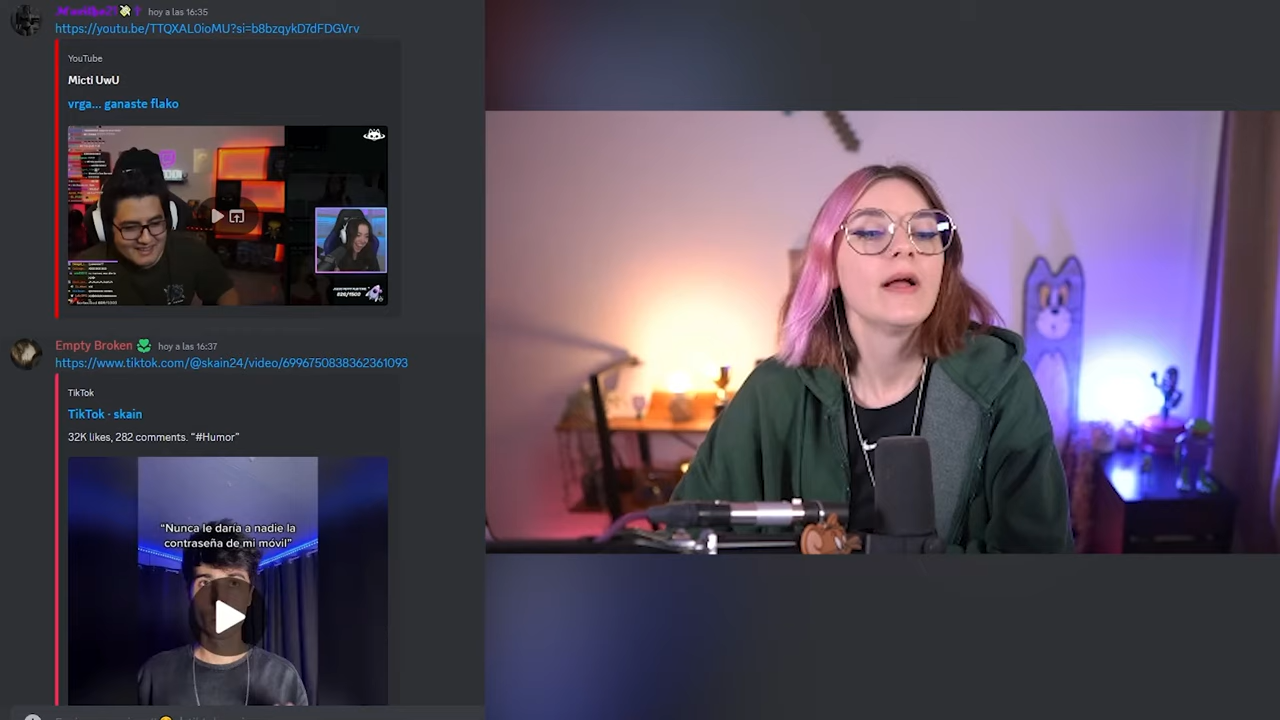 hoy a las 16:35
https://youtu.be/TTQXAL0ioMU?si=b8bzqykD7dFDGVrv
YouTube
Micti UwU
vrga... ganaste flako
Empty Broken hoy a las 16:37
https://www.tiktok.com/@skain24/video/6996750838362361093
TikTok
TikTok · skain
32K likes, 282 comments. "#Humor"
"Nunca le daría a nadie la
contraseña de mi móvil"